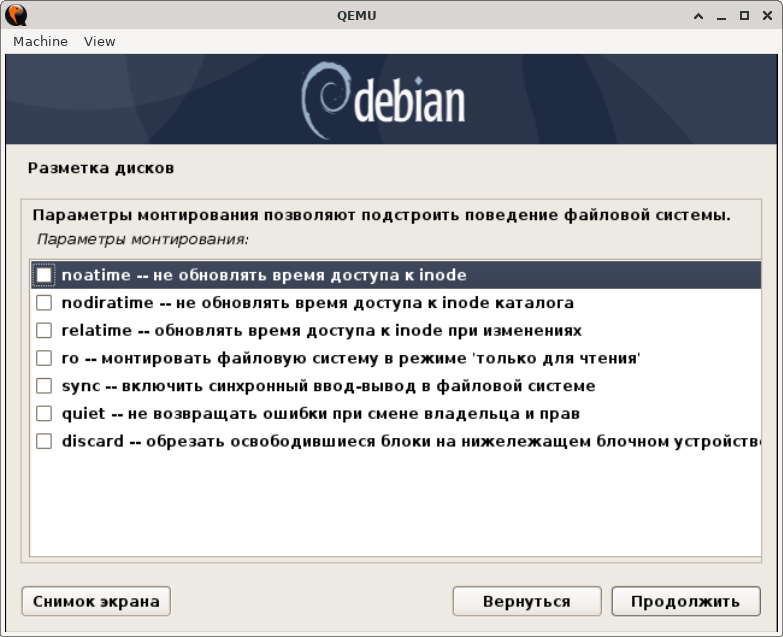 QEMU
Machine View
debian
Разметка дисков
Параметры монтирования позволяют подстроить поведение файловой системы.
Параметры монтирования:
noatime -- не обновлять время доступа к inode
nodiratime -- не обновлять время доступа к inode каталога
relatime -- обновлять время доступа к inode при изменениях
ro -- монтировать файловую систему в режиме 'только для чтения'
sync -- включить синхронный ввод-вывод в файловой системе
quiet -- не возвращать ошибки при смене владельца и прав
discard -- обрезать освободившиеся блоки на нижележащем блочном устройстве
Снимок экрана
Вернуться
Продолжить